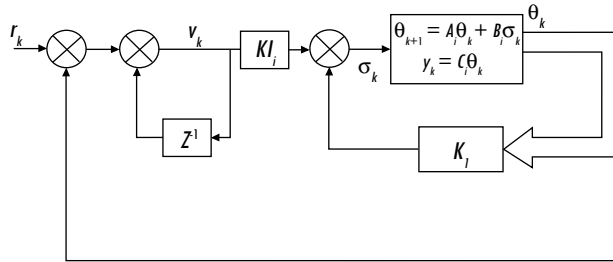 r_k
v_k
KI_i
σ_k
θ_{k+1} = A_iθ_k + B_iσ_k
y_k = C_iθ_k
θ_k
Z^{-1}
K_1